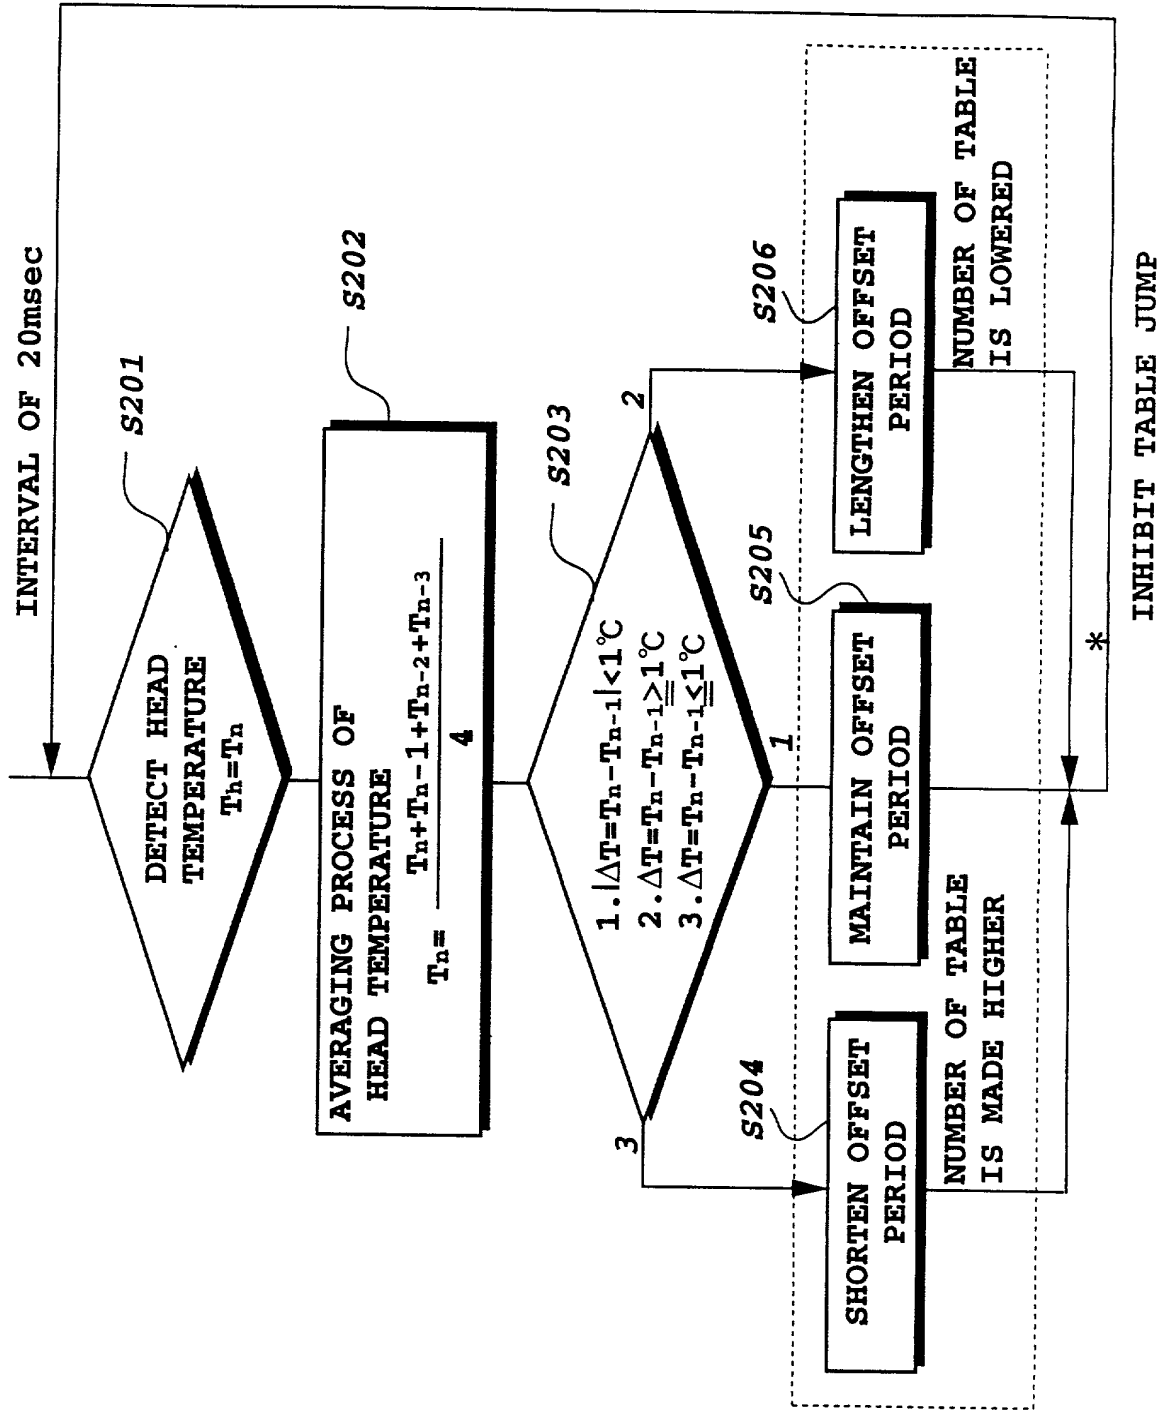 INTERVAL OF 20msec
S201
DETECT HEAD
TEMPERATURE
Th=Tn
S202
AVERAGING PROCESS OF
HEAD TEMPERATURE
Tn= Tn+Tn-1+Tn-2+Tn-3
4
S203
1.|ΔT=Tn-Tn-1|<1℃
2.ΔT=Tn-Tn-1≧1℃
3.ΔT=Tn-Tn-1≦1℃
3
1
2
S204
SHORTEN OFFSET
PERIOD
S205
MAINTAIN OFFSET
PERIOD
S206
LENGTHEN OFFSET
PERIOD
NUMBER OF TABLE
IS MADE HIGHER
NUMBER OF TABLE
IS LOWERED
*
INHIBIT TABLE JUMP